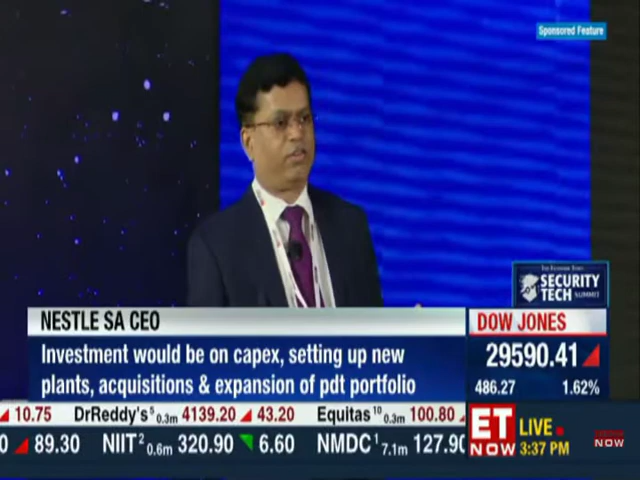 Sponsored Feature
THE ECONOMIC TIMES
SECURITY
TECH
SUMMIT
NESTLE SA CEO
DOW JONES
Investment would be on capex, setting up new
plants, acquisitions & expansion of pdt portfolio
29590.41
486.27 1.62%
10.75 DrReddy's 5 0.3m 4139.20 43.20 Equitas 10 0.3m 100.80
0 89.30 NIIT 2 0.6m 320.90 6.60 NMDC 1 7.1m 127.90
ET
NOW
LIVE
3:37 PM
NOW